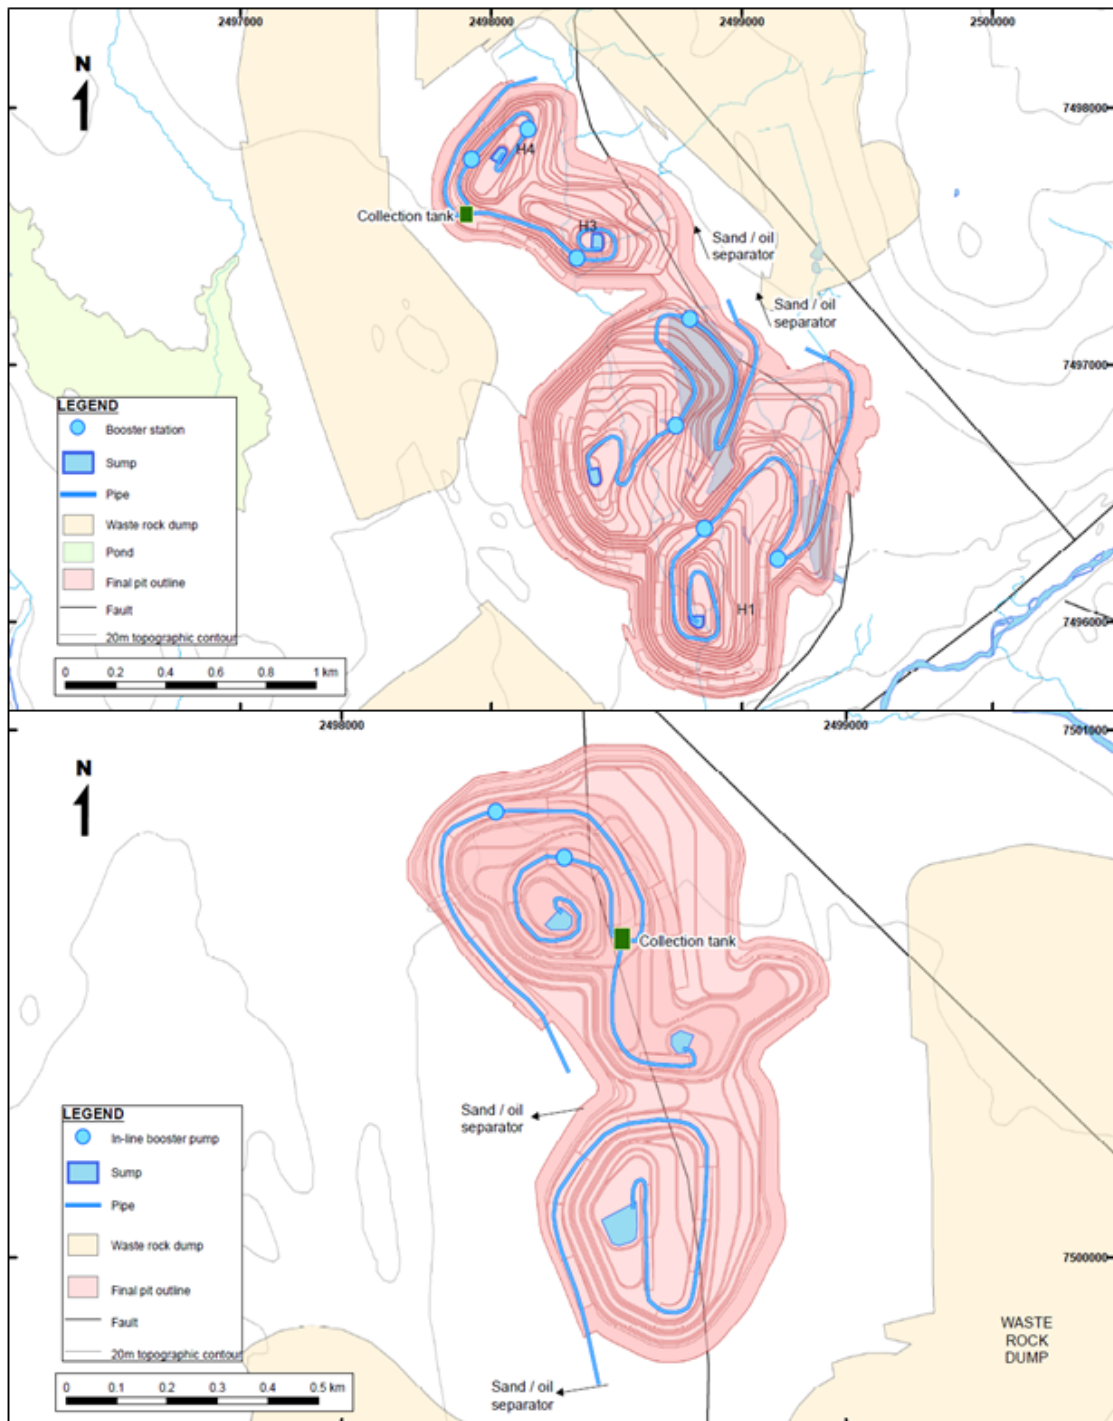 2497000
2498000
2499000
2500000
N
7498000
H4
Collection tank
H3
Sand / oil
separator
Sand / oil
separator
7497000
LEGEND
Booster station
Sump
Pipe
Waste rock dump
Pond
Final pit outline
Fault
20m topographic contour
H1
7496000
0
0.2
0.4
0.6
0.8
1 km
2498000
2499000
7501000
N
Collection tank
Sand / oil
separator
LEGEND
In-line booster pump
Sump
Pipe
Waste rock dump
Final pit outline
Fault
20m topographic contour
7500000
WASTE
ROCK
DUMP
0
0.1
0.2
0.3
0.4
0.5 km
Sand / oil
separator